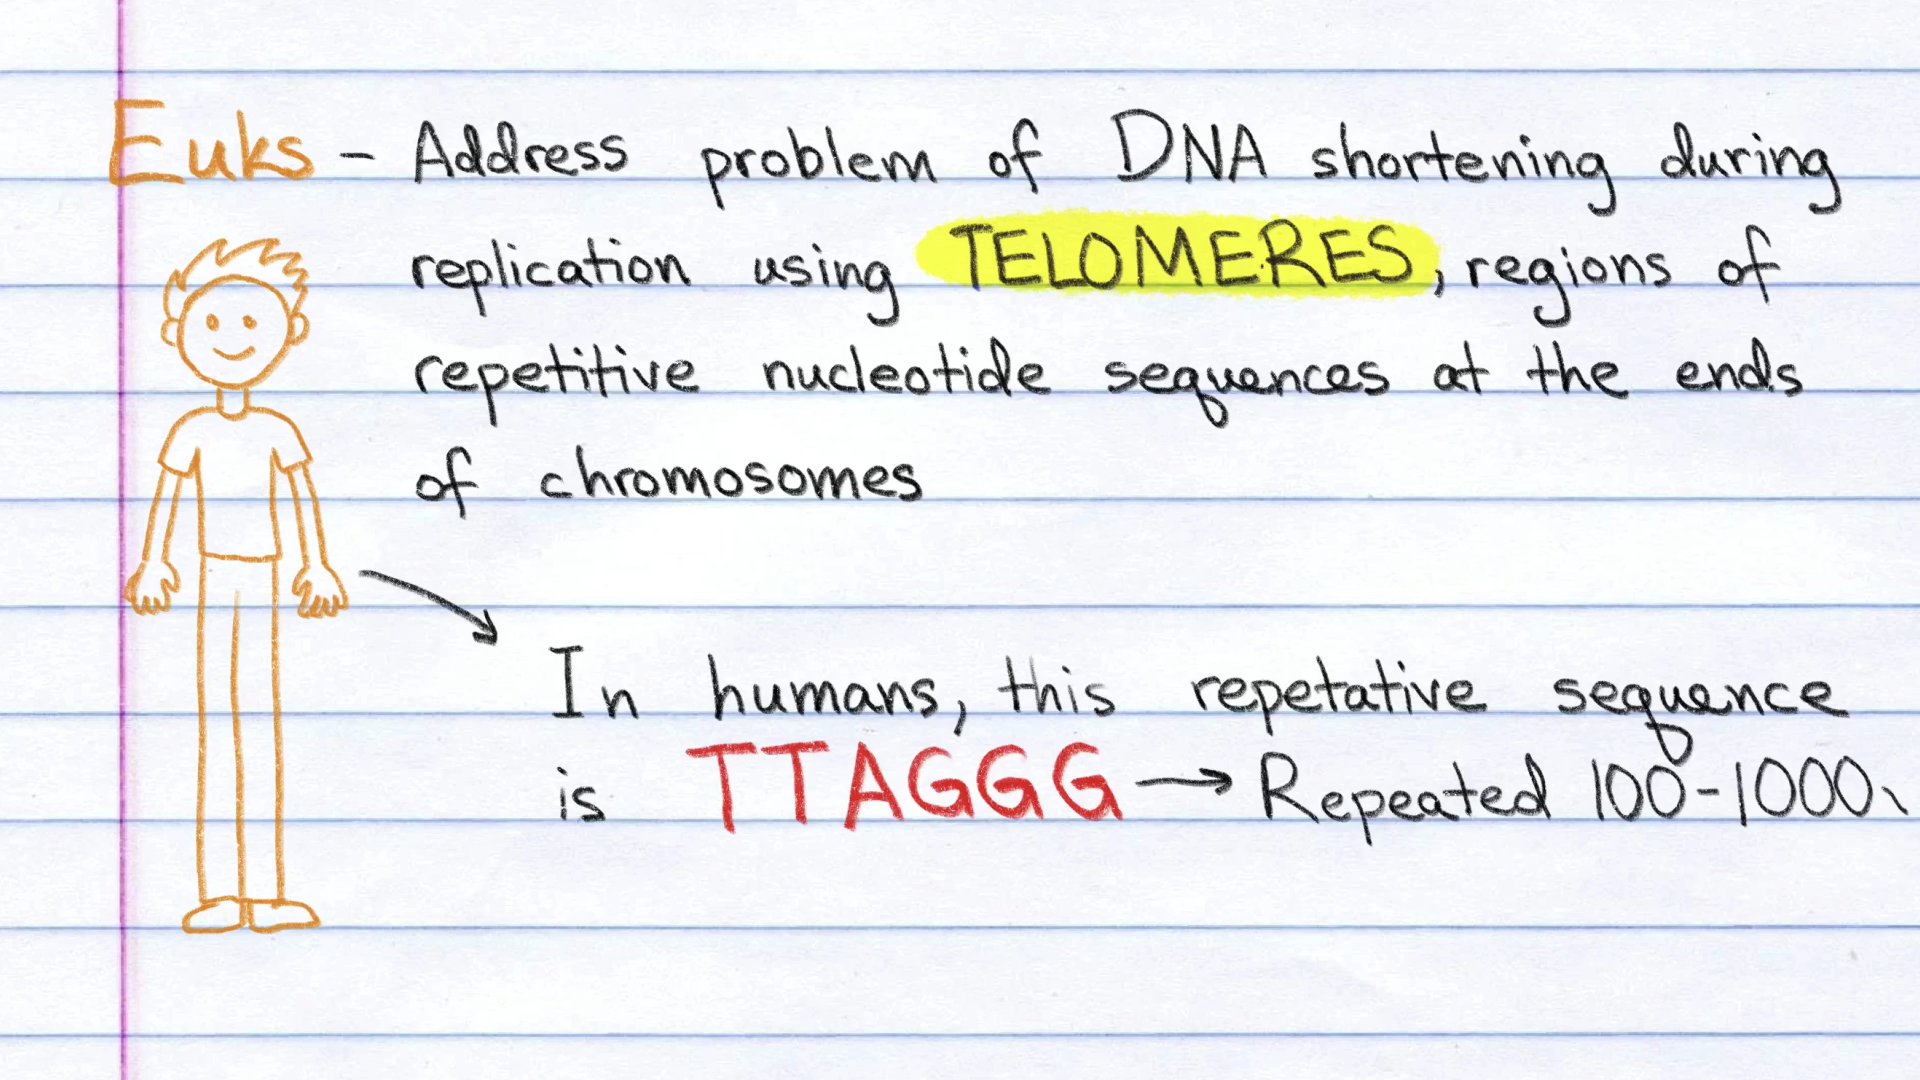 Euks - Address problem of DNA shortening during
replication using TELOMERES, regions of
repetitive nucleotide sequences at the ends
of chromosomes
In humans, this repetative sequence
is TTAGGG → Repeated 100-1000